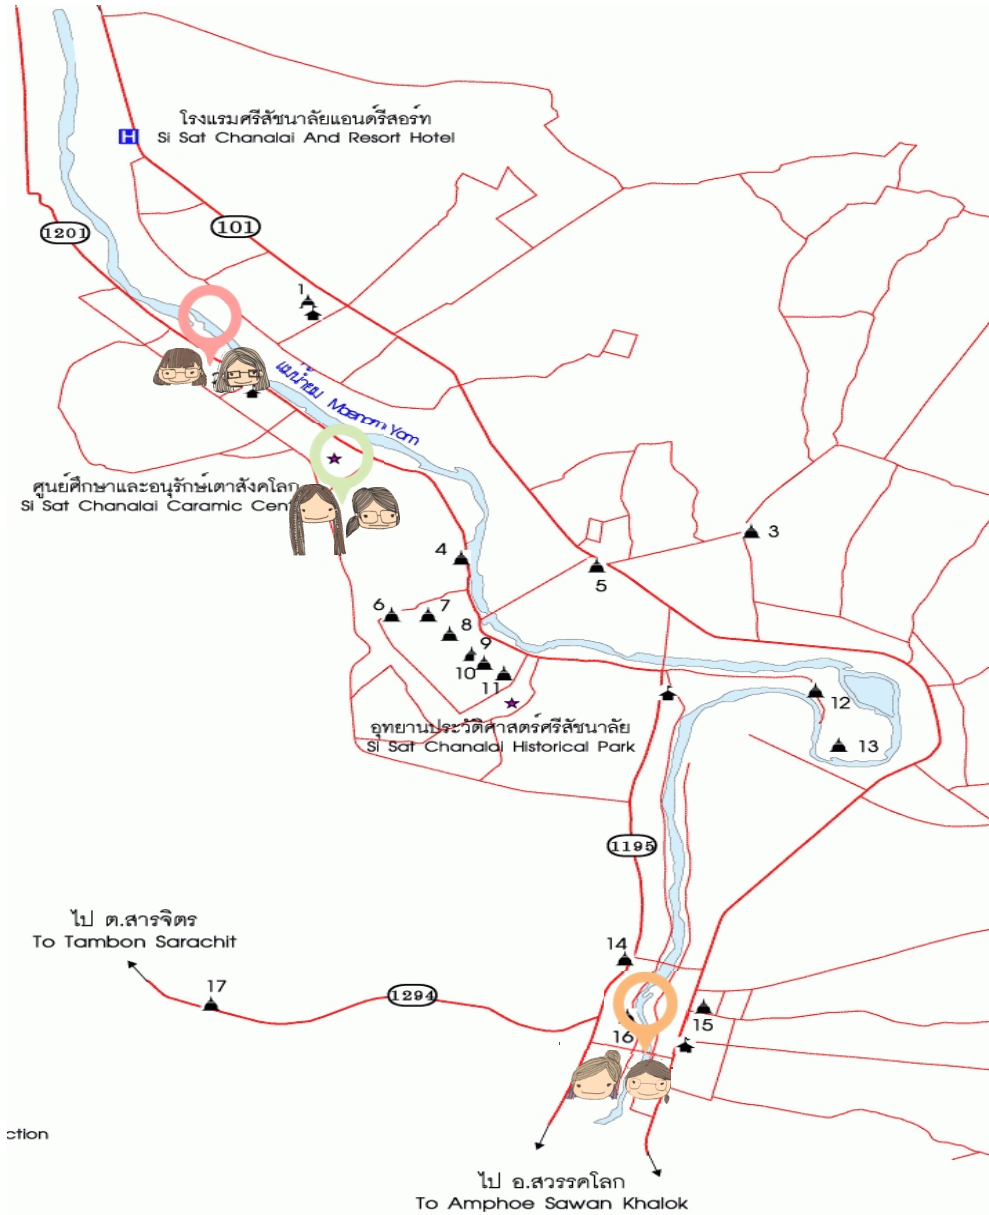 โรงแรมศรีสัชนาลัยแอนด์รีสอร์ท
Si Sat Chanalai And Resort Hotel
H
101
1201
1
แม่น้ำยม Maenam Yom
ศูนย์ศึกษาและอนุรักษ์เตาสังคโลก
Si Sat Chanalai Caramic Cen
3
4
5
6
7
8
9
10
11
12
อุทยานประวัติศาสตร์ศรีสัชนาลัย
Si Sat Chanalai Historical Park
13
1195
ไป ต.สารจิตร
To Tambon Sarachit
14
17
1294
15
16
ction
ไป อ.สวรรคโลก
To Amphoe Sawan Khalok